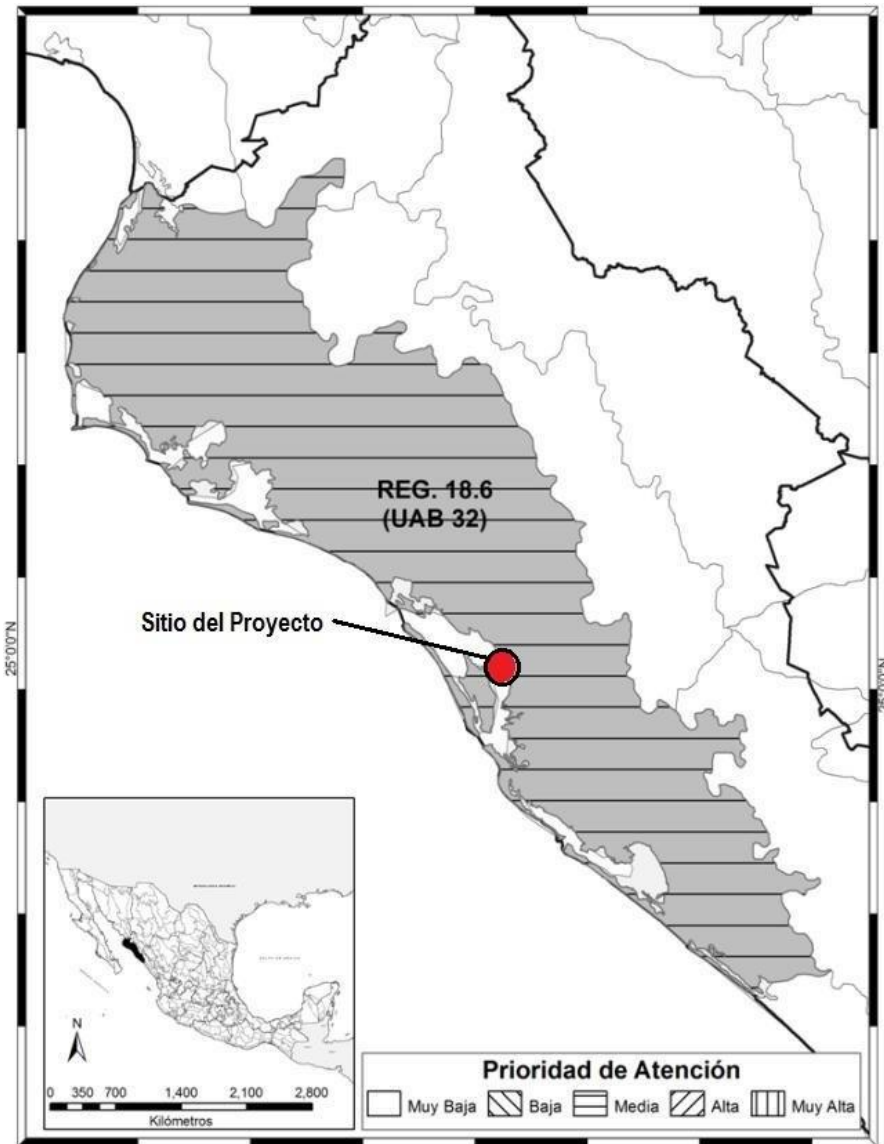 REG. 18.6
(UAB 32)
Sitio del Proyecto
25°0'0"N
25°0'0"N
N
0 350 700 1,400 2,100 2,800
Kilómetros
Prioridad de Atención
Muy Baja Baja Media Alta Muy Alta